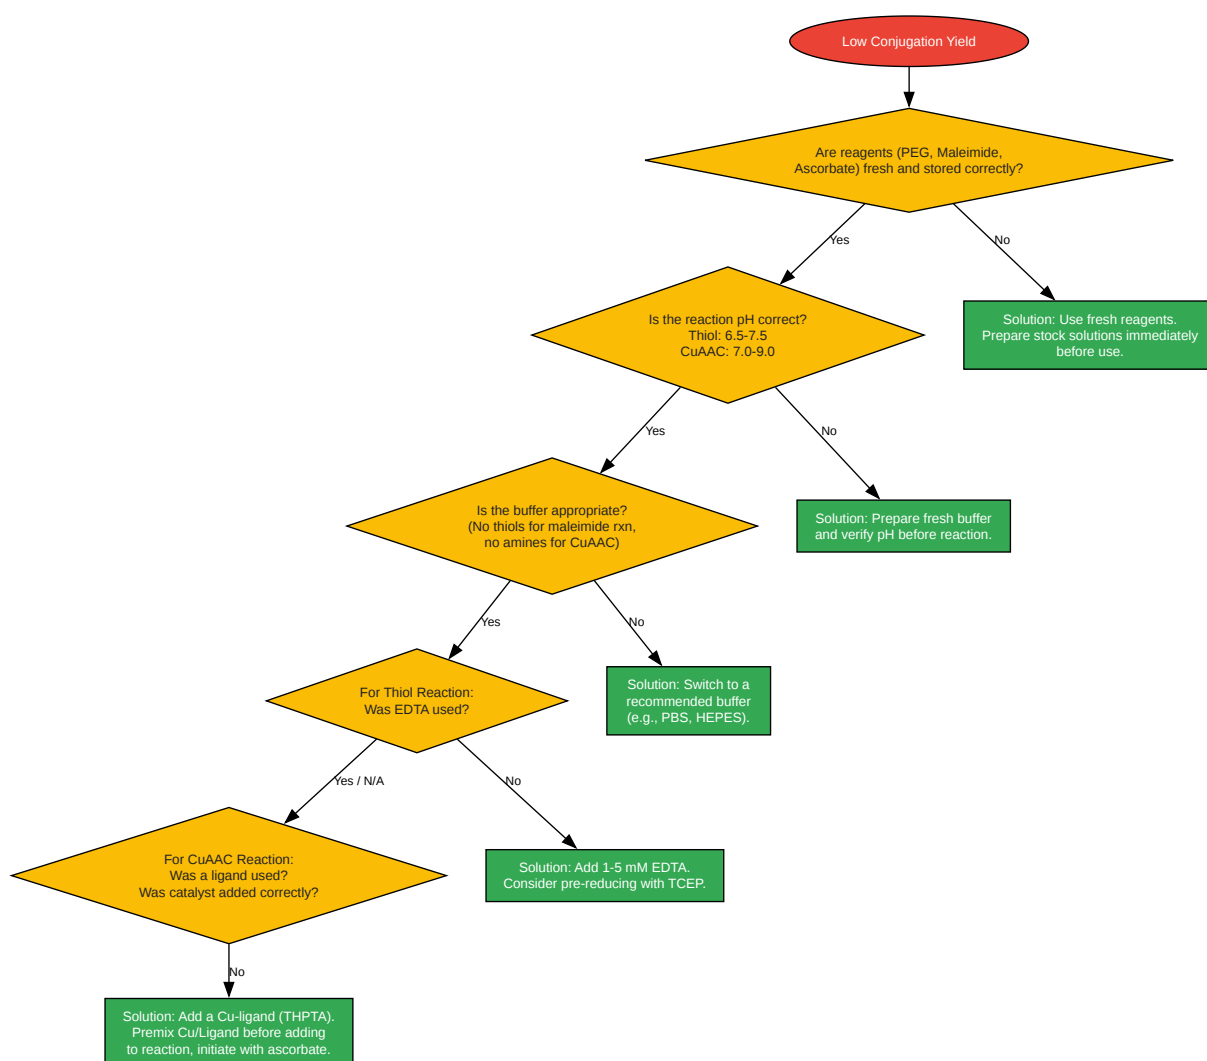 Low Conjugation Yield
Are reagents (PEG, Maleimide,
Ascorbate) fresh and stored correctly?
Yes
No
Is the reaction pH correct?
Thiol: 6.5-7.5
CuAAC: 7.0-9.0
Solution: Use fresh reagents.
Prepare stock solutions immediately
before use.
Yes
No
Is the buffer appropriate?
(No thiols for maleimide rxn,
no amines for CuAAC)
Solution: Prepare fresh buffer
and verify pH before reaction.
Yes
No
For Thiol Reaction:
Was EDTA used?
Solution: Switch to a
recommended buffer
(e.g., PBS, HEPES).
Yes / N/A
No
For CuAAC Reaction:
Was a ligand used?
Was catalyst added correctly?
Solution: Add 1-5 mM EDTA.
Consider pre-reducing with TCEP.
No
Solution: Add a Cu-ligand (THPTA).
Premix Cu/Ligand before adding
to reaction, initiate with ascorbate.